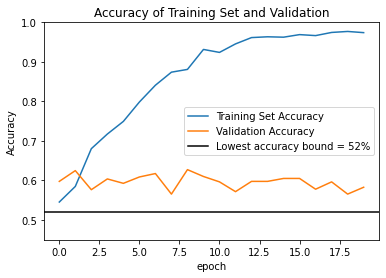 Accuracy of Training Set and Validation
1.0
0.9
0.8
0.7
0.6
0.5
Accuracy
Training Set Accuracy
Validation Accuracy
Lowest accuracy bound = 52%
0.0 2.5 5.0 7.5 10.0 12.5 15.0 17.5
epoch